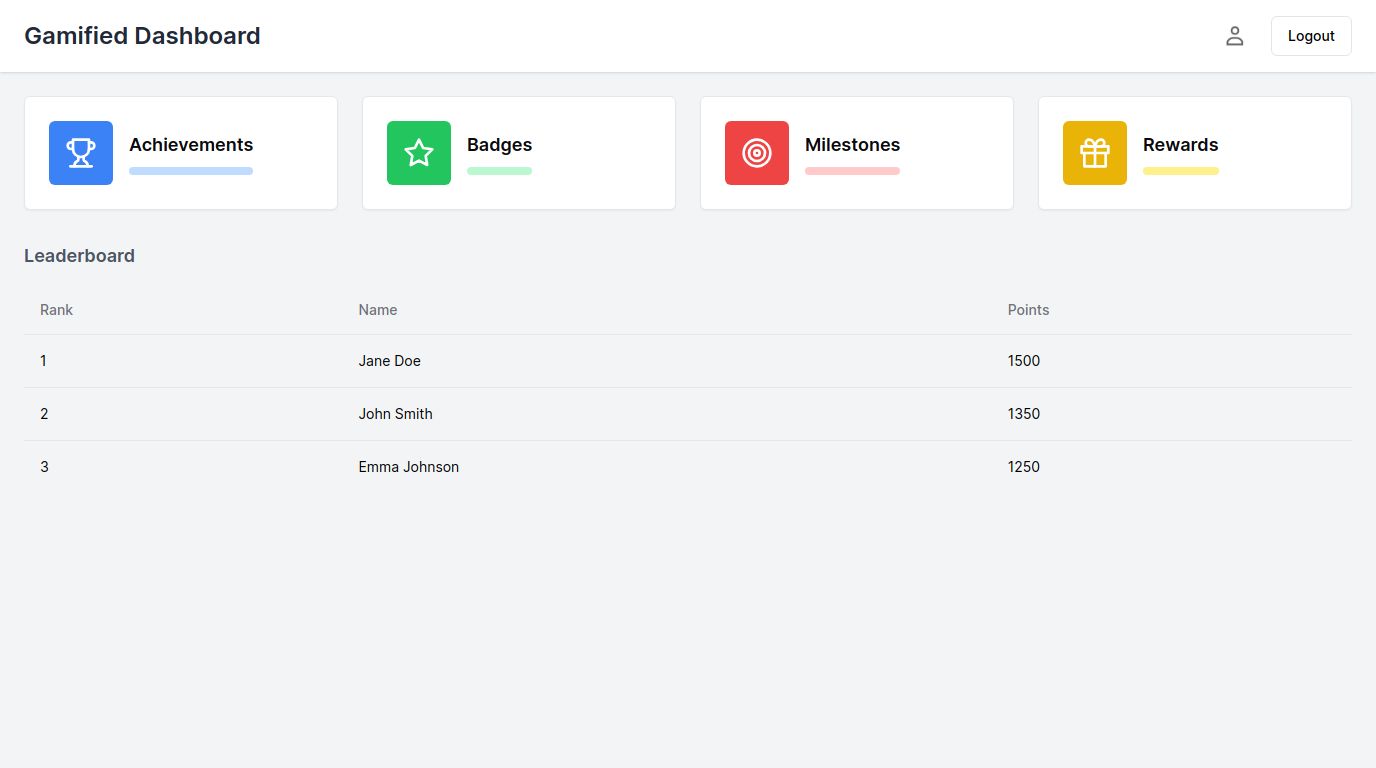 Gamified Dashboard
Logout
Achievements
Badges
Milestones
Rewards
Leaderboard
Rank Name Points
1 Jane Doe 1500
2 John Smith 1350
3 Emma Johnson 1250